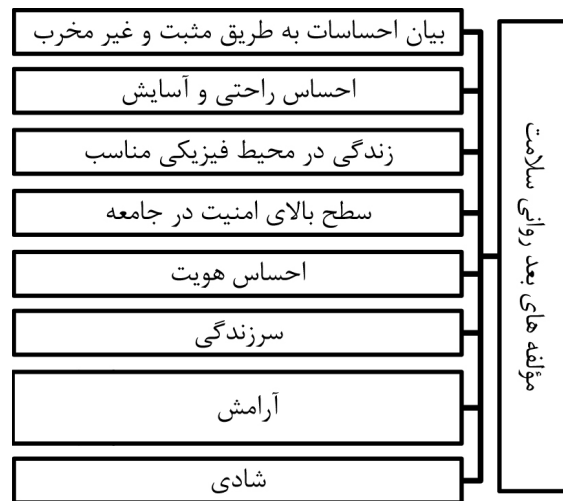 مؤلفه های بعد روانی سلامت
بیان احساسات به طریق مثبت و غیر مخرب
احساس راحتی و آسایش
زندگی در محیط فیزیکی مناسب
سطح بالای امنیت در جامعه
احساس هویت
سرزندگی
آرامش
شادی